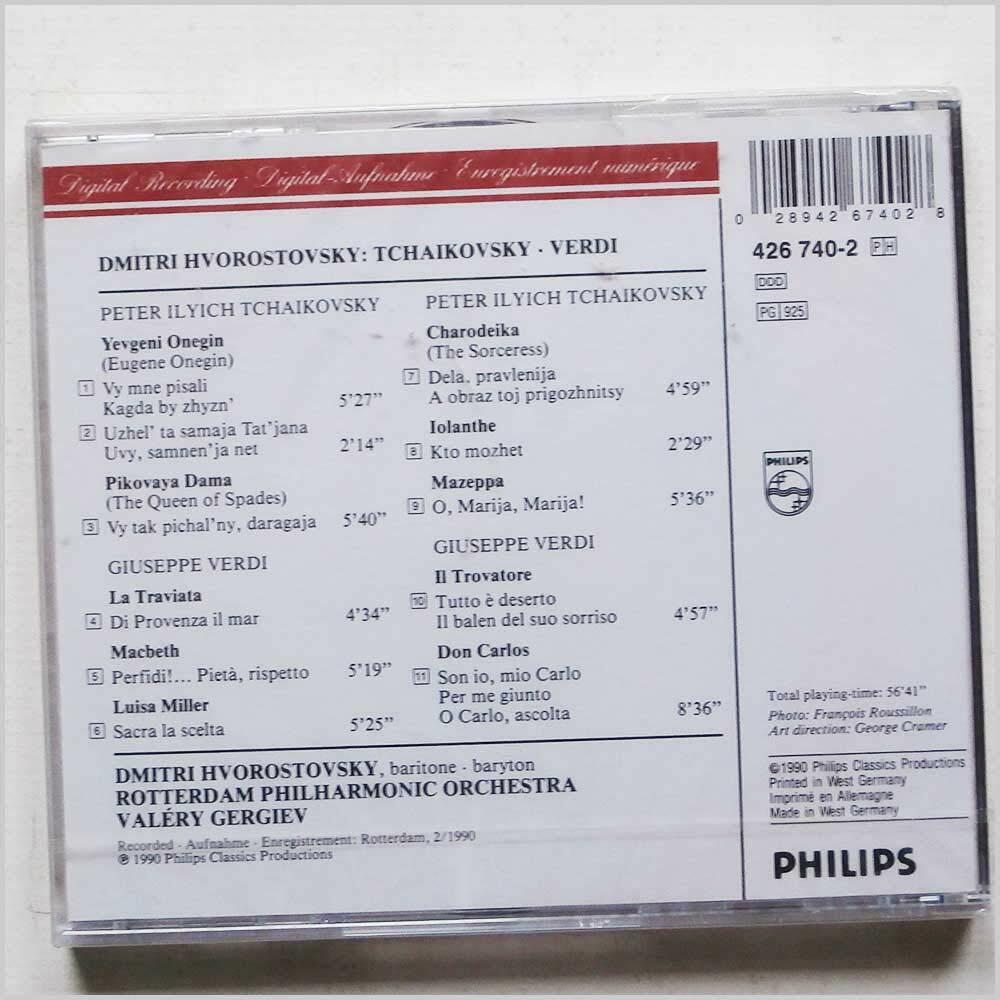 Digital Recording · Digital-Aufnahme · Enregistrement numérique
DMITRI HVOROSTOVSKY: TCHAIKOVSKY · VERDI
PETER ILYICH TCHAIKOVSKY
Yevgeni Onegin
(Eugene Onegin)
1 Vy mne pisali
Kagda by zhyzn' 5'27"
2 Uzhel' ta samaja Tat'jana
Uvy, samnen'ja net 2'14"
Pikovaya Dama
(The Queen of Spades)
3 Vy tak pichal'ny, daragaja 5'40"
GIUSEPPE VERDI
La Traviata
4 Di Provenza il mar 4'34"
Macbeth
5 Perfidi!... Pietà, rispetto 5'19"
Luisa Miller
6 Sacra la scelta 5'25"
PETER ILYICH TCHAIKOVSKY
Charodeika
(The Sorceress)
7 Dela. pravlenija
A obraz toj prigozhnitsy 4'59"
Iolanthe
8 Kto mozhet 2'29"
Mazeppa
9 O, Marija, Marija! 5'36"
GIUSEPPE VERDI
Il Trovatore
10 Tutto è deserto
Il balen del suo sorriso 4'57"
Don Carlos
11 Son io, mio Carlo
Per me giunto
O Carlo, ascolta 8'36"
DMITRI HVOROSTOVSKY, baritone · baryton
ROTTERDAM PHILHARMONIC ORCHESTRA
VALÉRY GERGIEV
Recorded · Aufnahme · Enregistrement: Rotterdam, 2/1990
℗ 1990 Philips Classics Productions
0 28942 67402 8
426 740-2 PH
DDD
PG 925
PHILIPS
Total playing-time: 56'41"
Photo: François Roussillon
Art direction: George Cramer
©1990 Philips Classics Productions
Printed in West Germany
Imprimé en Allemagne
Made in West Germany
PHILIPS